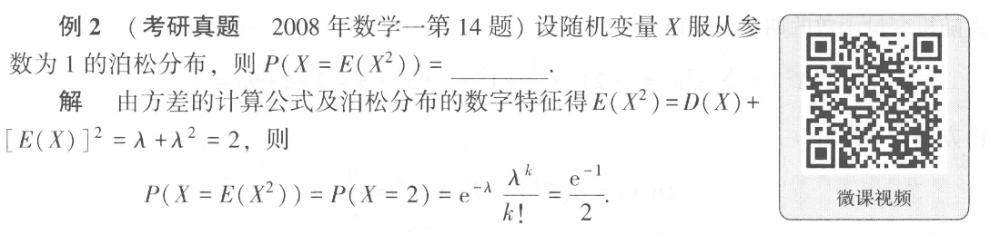 例 2 (考研真题 2008 年数学一第 14 题) 设随机变量 X 服从参
数为 1 的泊松分布, 则 P(X = E(X²)) = ________.
解 由方差的计算公式及泊松分布的数字特征得 E(X²) = D(X) +
[E(X)]² = λ + λ² = 2, 则
P(X = E(X²)) = P(X = 2) = e^{-λ} \frac{λ^k}{k!} = \frac{e^{-1}}{2}.
微课视频